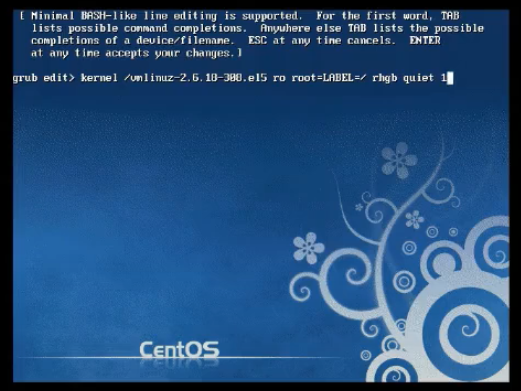 [ Minimal BASH-like line editing is supported.  For the first word, TAB
lists possible command completions.  Anywhere else TAB lists the possible
completions of a device/filename.  ESC at any time cancels.  ENTER
at any time accepts your changes.]
grub edit> kernel /vmlinuz-2.6.18-308.el5 ro root=LABEL=/ rhgb quiet 1
CentOS